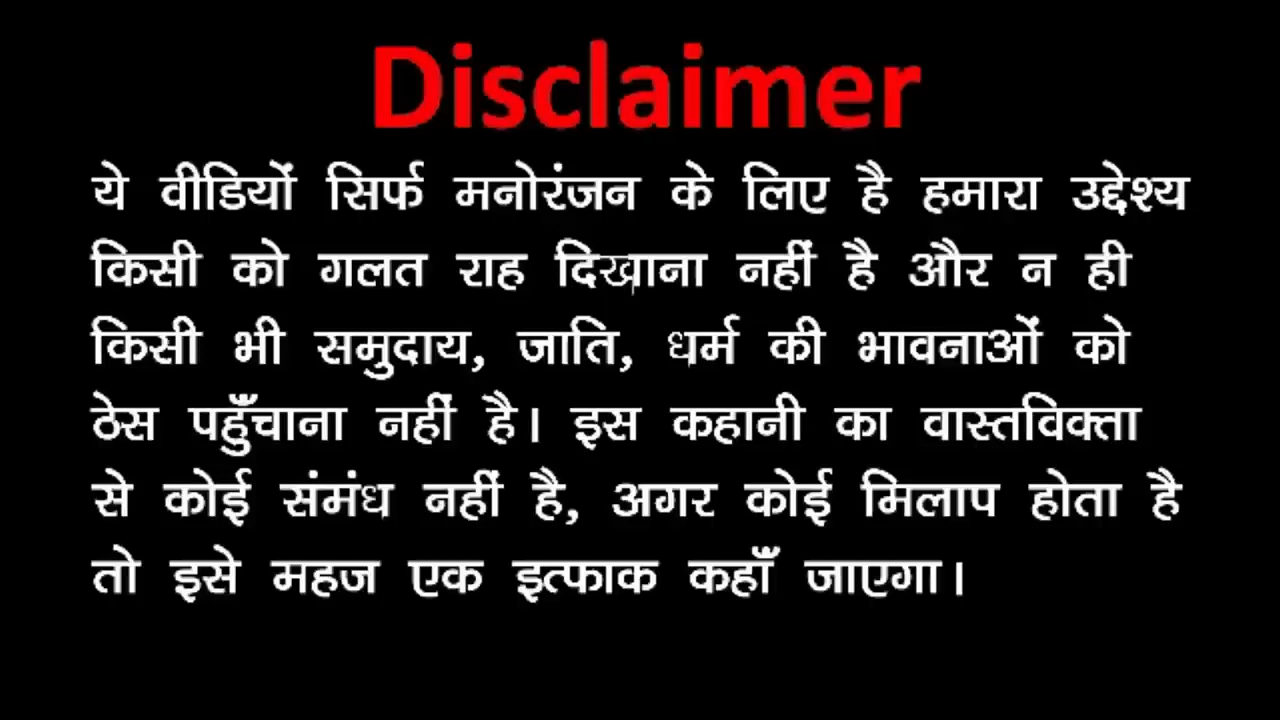 Disclaimer
ये वीडियों सिर्फ मनोरंजन के लिए है हमारा उद्देश्य
किसी को गलत राह दिखाना नहीं है और न ही
किसी भी समुदाय, जाति, धर्म की भावनाओं को
ठेस पहुँचाना नहीं है। इस कहानी का वास्तविक्ता
से कोई संमंध नहीं है, अगर कोई मिलाप होता है
तो इसे महज एक इत्फाक कहाँ जाएगा।